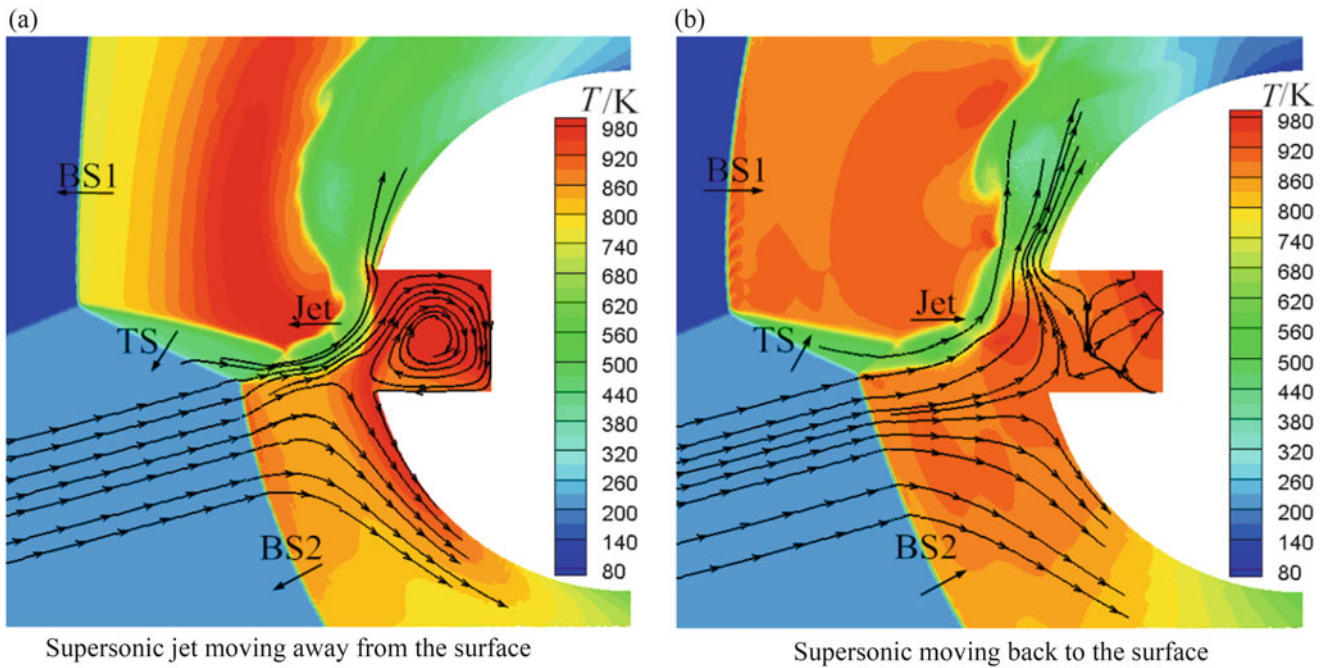 (a)
T/K
980
920
860
800
740
680
620
560
500
440
380
320
260
200
140
80
BS1
Jet
TS
BS2
Supersonic jet moving away from the surface
(b)
T/K
980
920
860
800
740
680
620
560
500
440
380
320
260
200
140
80
BS1
Jet
TS
BS2
Supersonic moving back to the surface